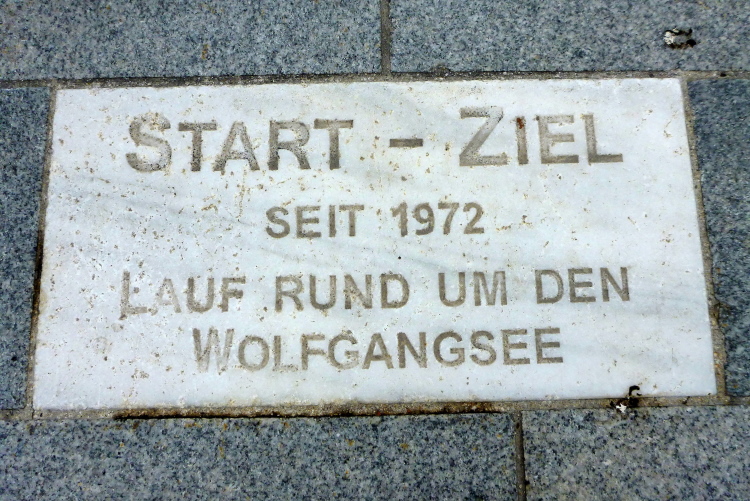 START – ZIEL
SEIT 1972
LAUF RUND UM DEN
WOLFGANGSEE